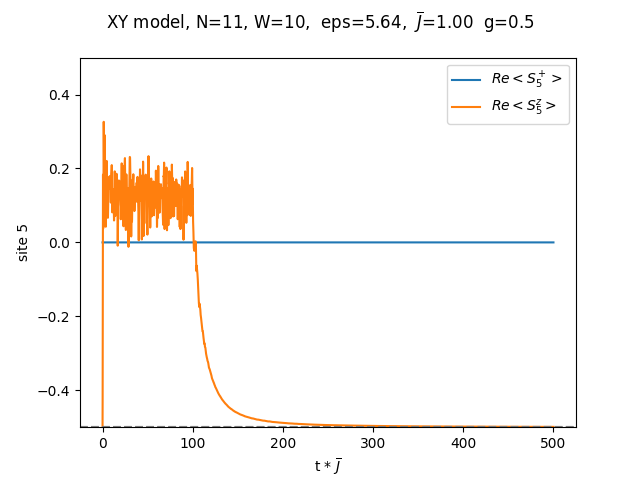 XY model, N=11, W=10, eps=5.64, J̅=1.00 g=0.5
Re<S₅⁺>
Re<S₅ᶻ>
0.4
0.2
0.0
−0.2
−0.4
site 5
0
100
200
300
400
500
t * J̅